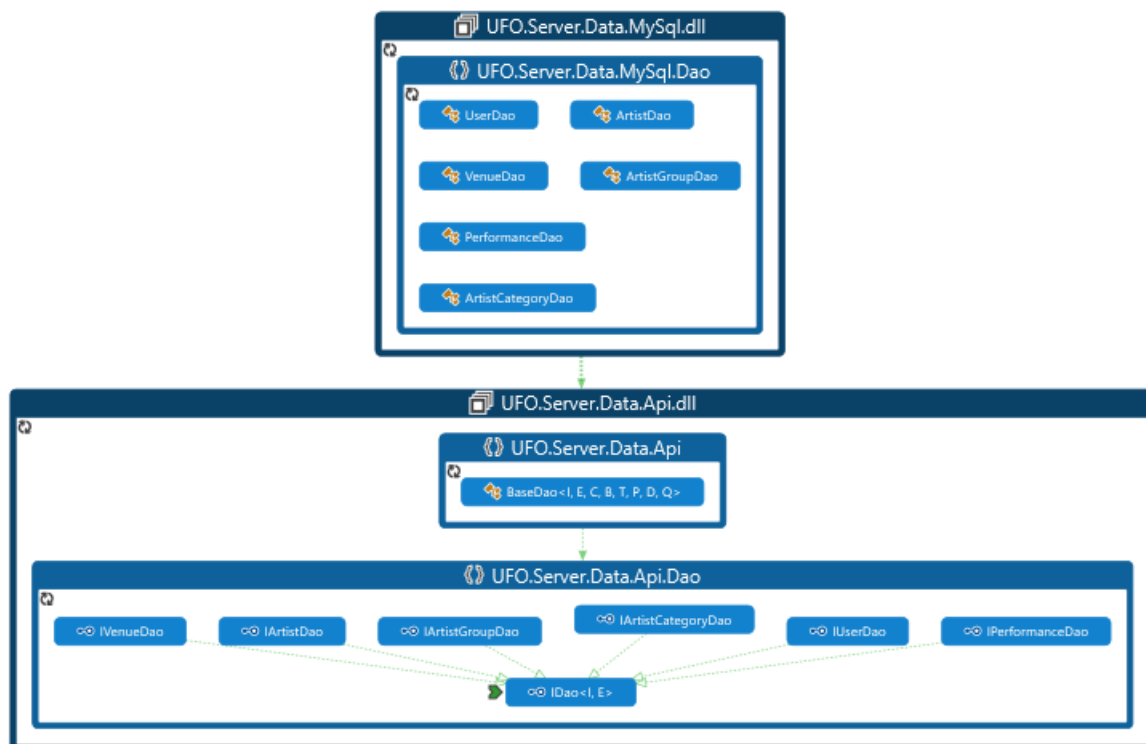 UFO.Server.Data.MySql.dll
UFO.Server.Data.MySql.Dao
UserDao
ArtistDao
VenueDao
ArtistGroupDao
PerformanceDao
ArtistCategoryDao
UFO.Server.Data.Api.dll
UFO.Server.Data.Api
BaseDao<I, E, C, B, T, P, D, Q>
UFO.Server.Data.Api.Dao
IVenueDao
IArtistDao
IArtistGroupDao
IArtistCategoryDao
IUserDao
IPerformanceDao
IDao<I, E>